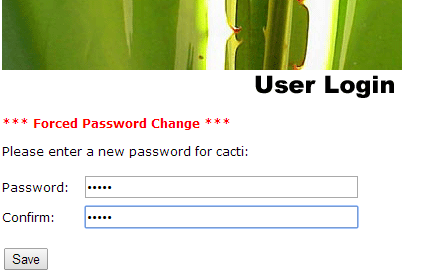 User Login
*** Forced Password Change ***
Please enter a new password for cacti:
Password: •••••
Confirm: •••••
Save